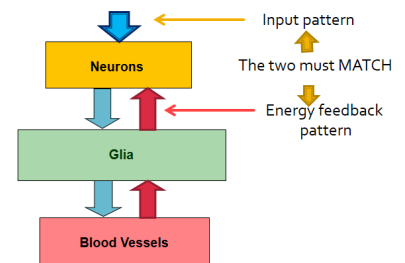 Input pattern
Neurons
The two must MATCH
Energy feedback
pattern
Glia
Blood Vessels